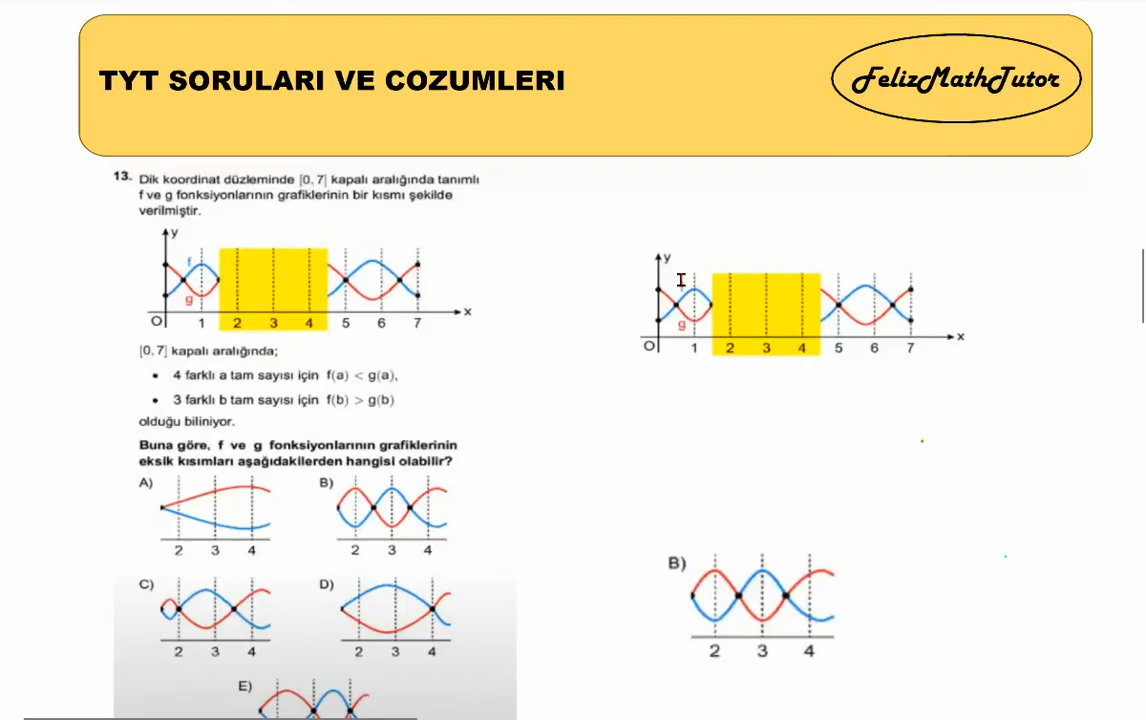 TYT SORULARI VE COZUMLERI
FelizMathTutor
13. Dik koordinat düzleminde [0, 7] kapalı aralığında tanımlı
f ve g fonksiyonlarının grafiklerinin bir kısmı şekilde
verilmiştir.
y
f
g
O 1 2 3 4 5 6 7 x
[0, 7] kapalı aralığında;
• 4 farklı a tam sayısı için f(a) < g(a),
• 3 farklı b tam sayısı için f(b) > g(b)
olduğu biliniyor.
Buna göre, f ve g fonksiyonlarının grafiklerinin
eksik kısımları aşağıdakilerden hangisi olabilir?
A) B)
2 3 4 2 3 4
C) D)
2 3 4 2 3 4
E)
y
g
O 1 2 3 4 5 6 7 x
B)
2 3 4